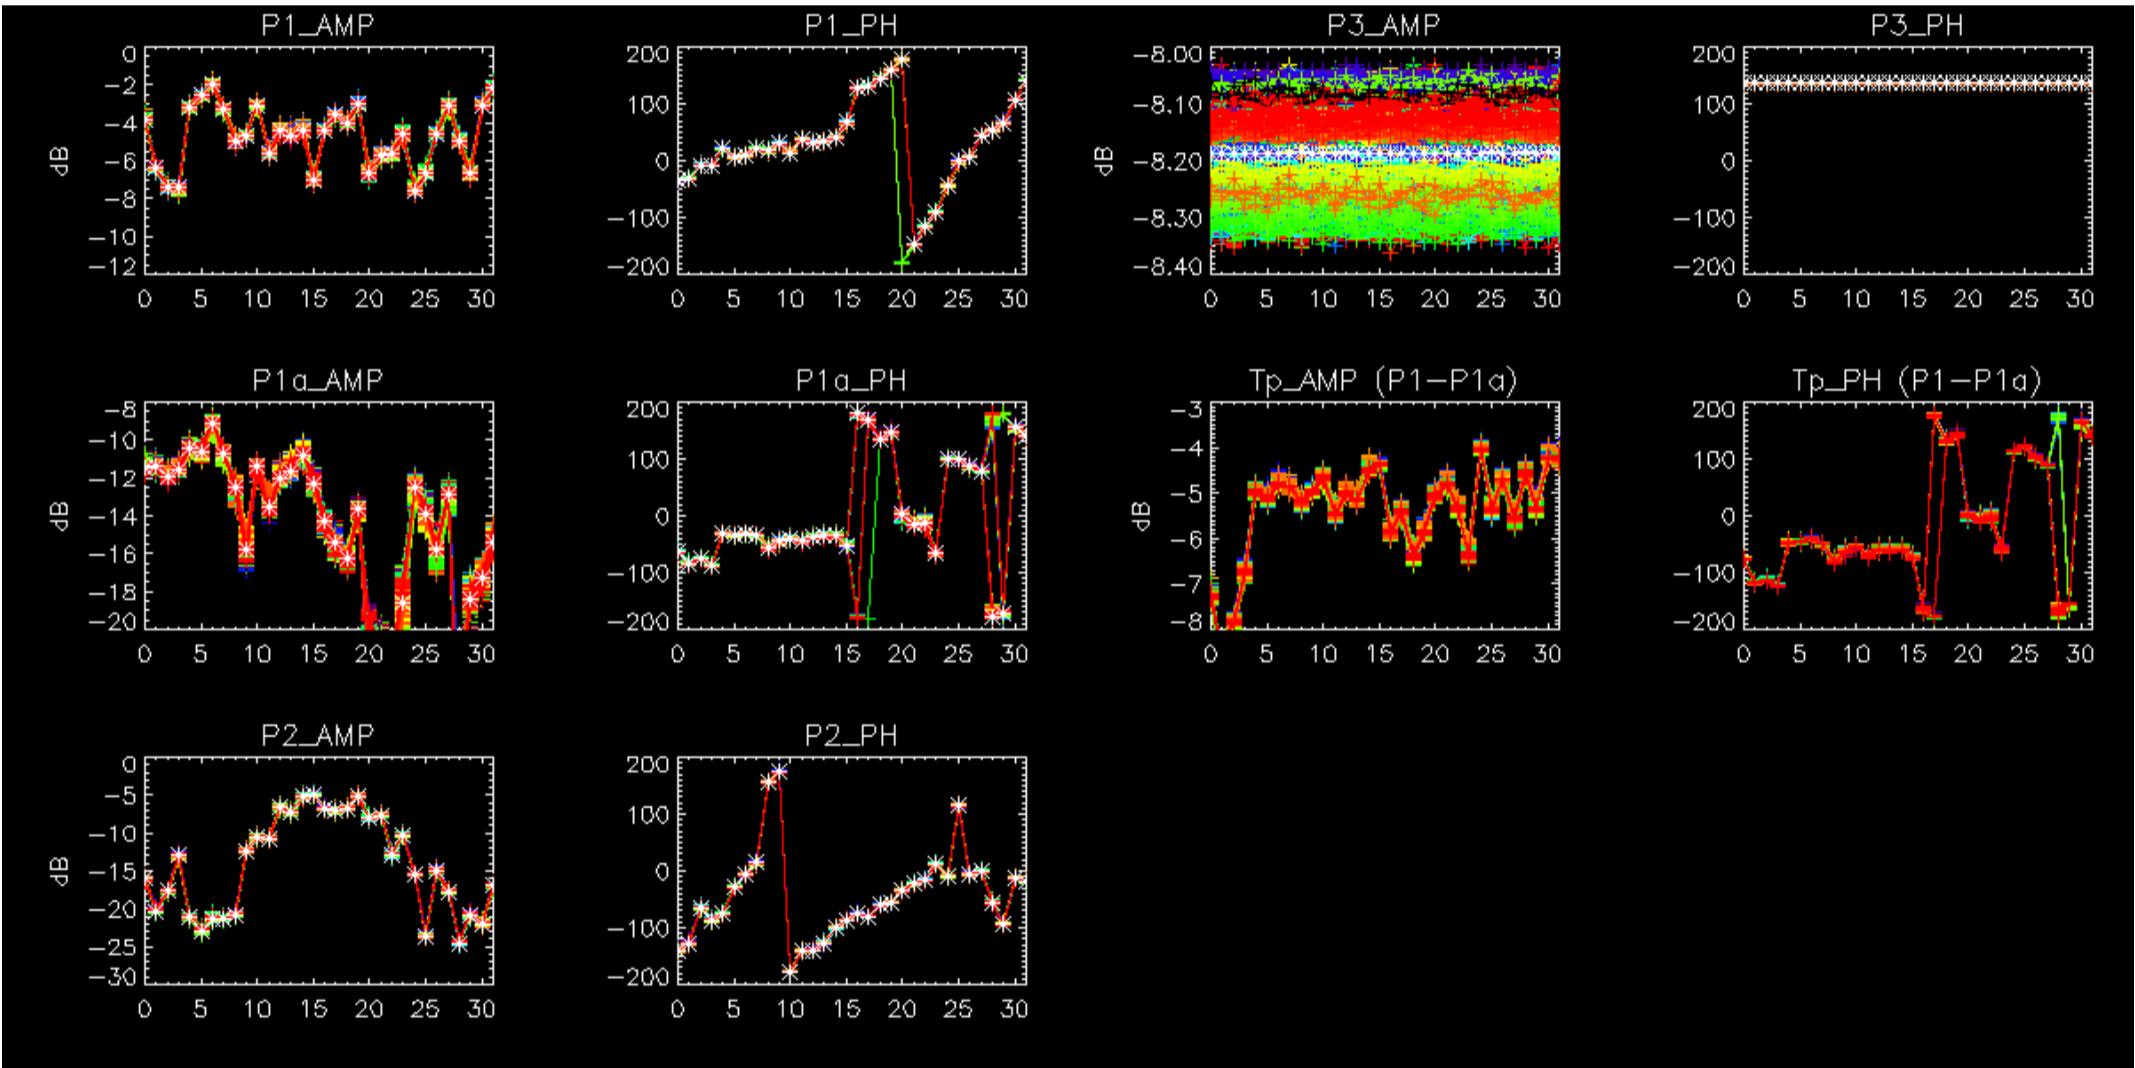 P1_AMP
P1_PH
P3_AMP
P3_PH
0
-2
-4
-6
-8
-10
-12
dB
0 5 10 15 20 25 30
200
100
0
-100
-200
0 5 10 15 20 25 30
-8.00
-8.10
-8.20
-8.30
-8.40
dB
0 5 10 15 20 25 30
200
100
0
-100
-200
0 5 10 15 20 25 30
P1a_AMP
P1a_PH
Tp_AMP (P1-P1a)
Tp_PH (P1-P1a)
-8
-10
-12
-14
-16
-18
-20
dB
0 5 10 15 20 25 30
200
100
0
-100
-200
0 5 10 15 20 25 30
-3
-4
-5
-6
-7
-8
dB
0 5 10 15 20 25 30
200
100
0
-100
-200
0 5 10 15 20 25 30
P2_AMP
P2_PH
0
-5
-10
-15
-20
-25
-30
dB
0 5 10 15 20 25 30
200
100
0
-100
-200
0 5 10 15 20 25 30